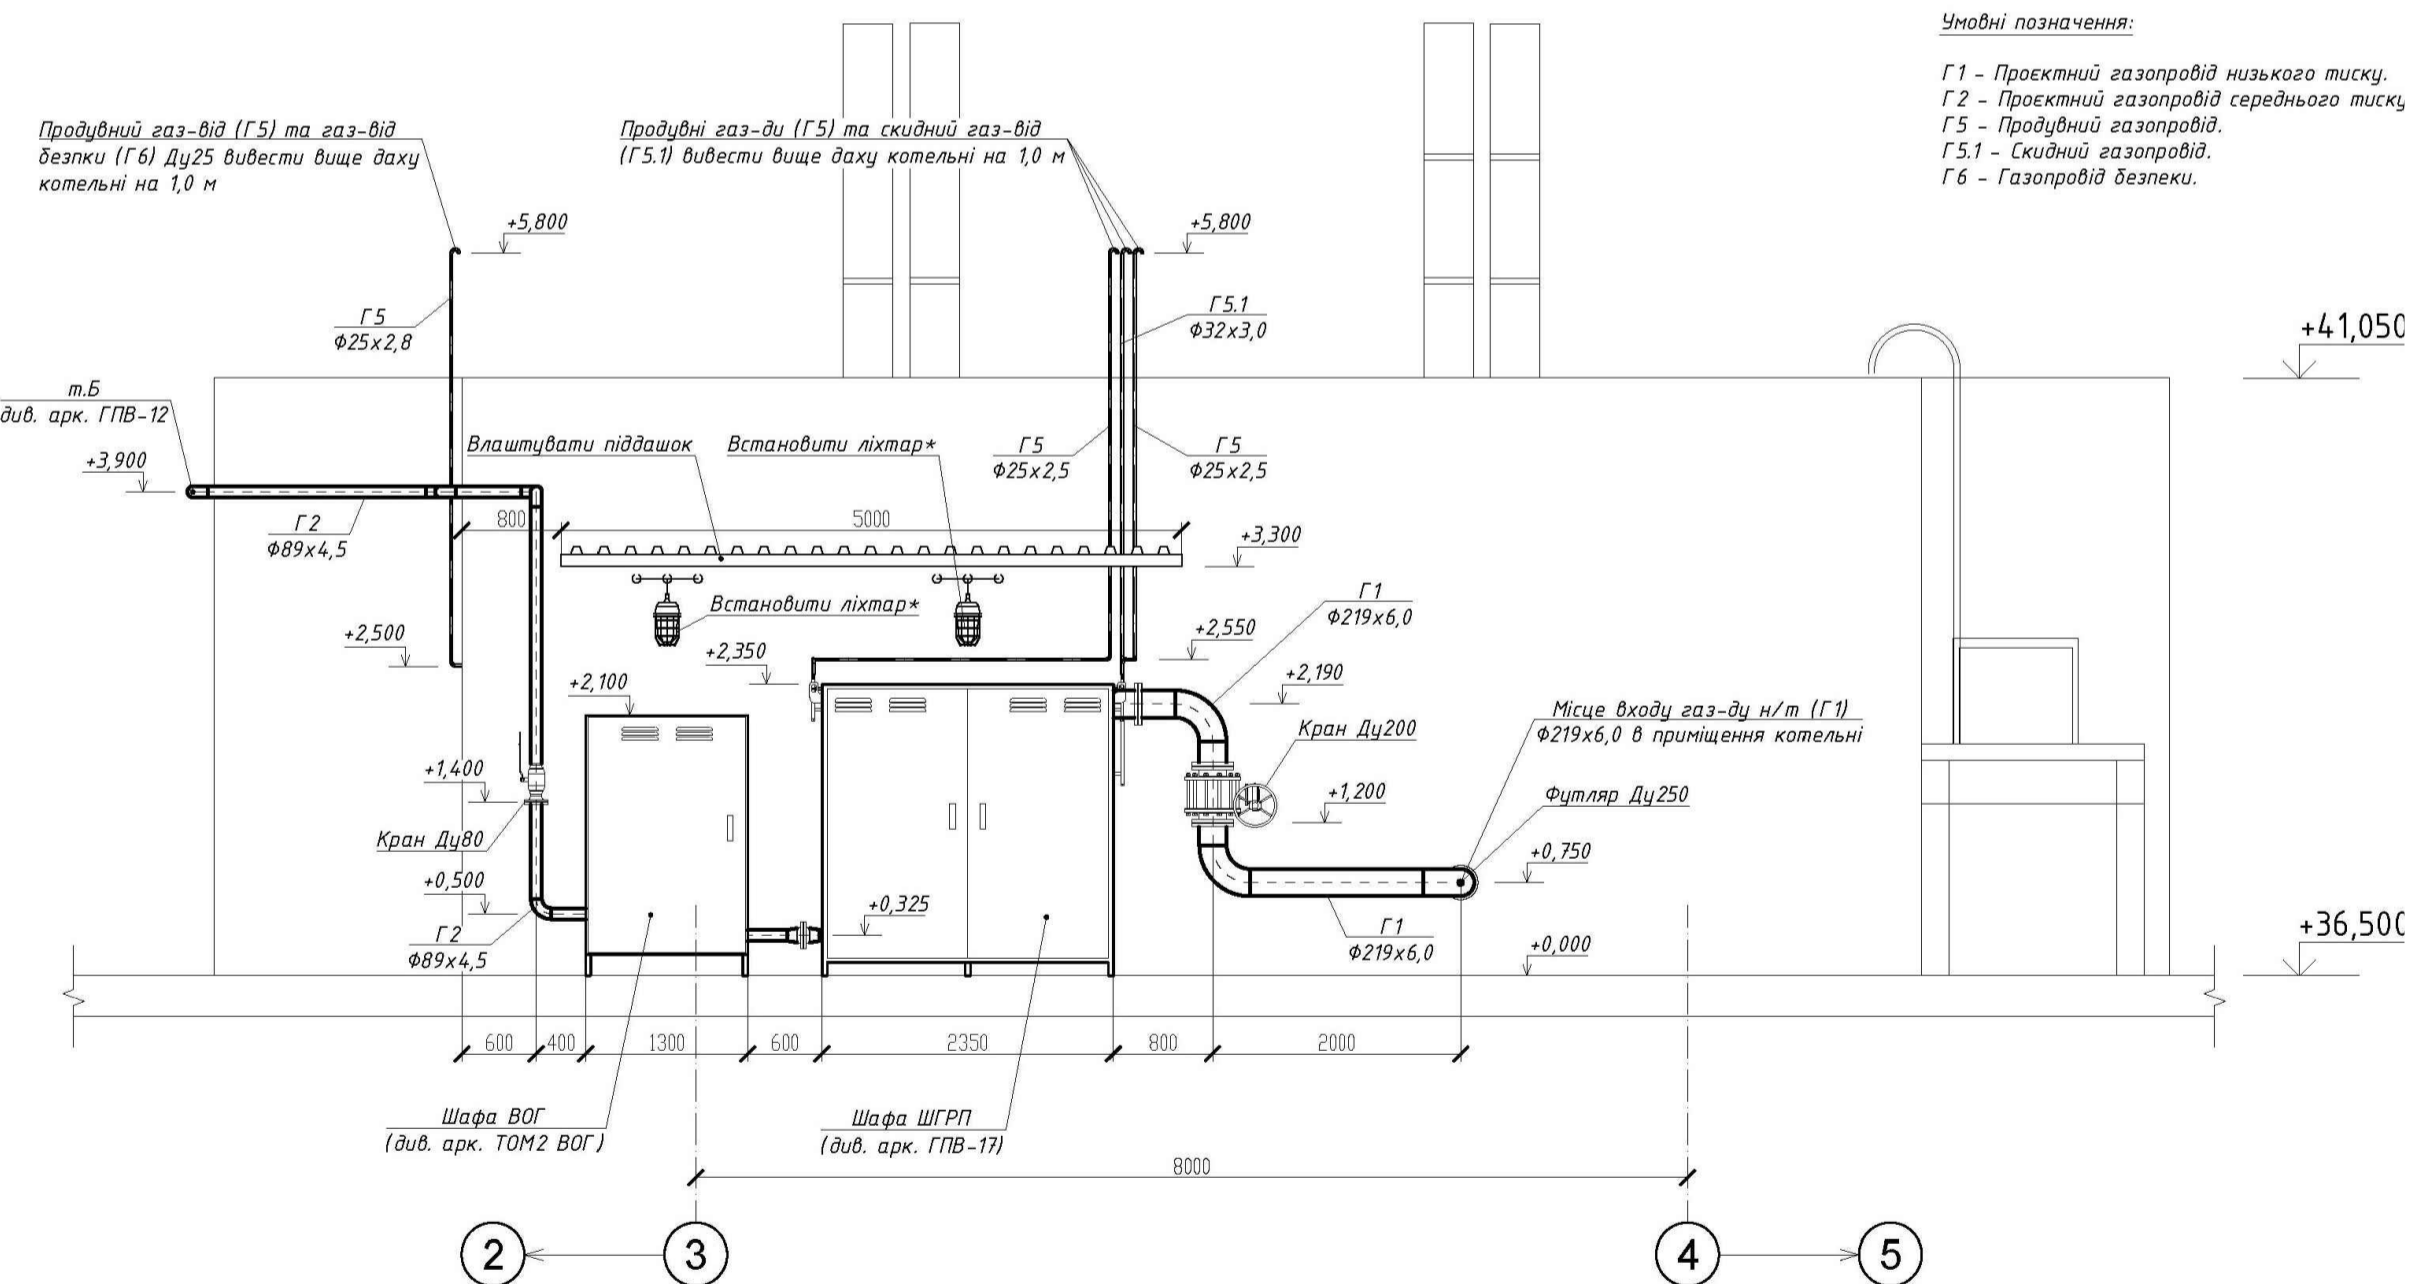 Умовні позначення:
Г1 - Проєктний газопровід низького тиску.
Г2 - Проєктний газопровід середнього тиску
Г5 - Продувний газопровід.
Г5.1 - Скидний газопровід.
Г6 - Газопровід безпеки.
Продувний газ-від (Г5) та газ-від
безпки (Г6) Ду25 вивести вище даху
котельні на 1,0 м
Продувні газ-ди (Г5) та скидний газ-від
(Г5.1) вивести вище даху котельні на 1,0 м
+5,800
+5,800
Г5
Ф25х2,8
Г5.1
Ф32х3,0
+41,050
т.Б
див. арк. ГПВ-12
+3,900
Влаштувати піддашок
Встановити ліхтар*
Г5
Ф25х2,5
Г5
Ф25х2,5
Г2
Ф89х4,5
800
5000
+3,300
Встановити ліхтар*
Г1
Ф219х6,0
+2,500
+2,350
+2,550
+2,100
+2,190
Місце входу газ-ду н/т (Г1)
Ф219х6,0 в приміщення котельні
Кран Ду200
+1,400
+1,200
Футляр Ду250
Кран Ду80
+0,750
+0,500
+0,325
Г2
Ф89х4,5
Г1
Ф219х6,0
+0,000
+36,500
600
400
1300
600
2350
800
2000
Шафа ВОГ
(див. арк. ТОМ2 ВОГ)
Шафа ШГРП
(див. арк. ГПВ-17)
8000
2
3
4
5